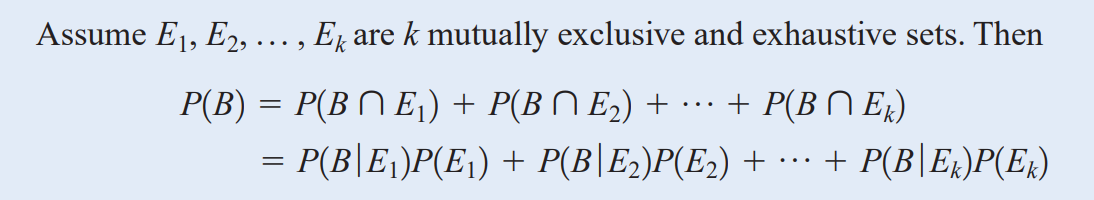 Assume E₁, E₂, … , Eₖ are k mutually exclusive and exhaustive sets. Then
P(B) = P(B ∩ E₁) + P(B ∩ E₂) + ⋯ + P(B ∩ Eₖ)
= P(B|E₁)P(E₁) + P(B|E₂)P(E₂) + ⋯ + P(B|Eₖ)P(Eₖ)